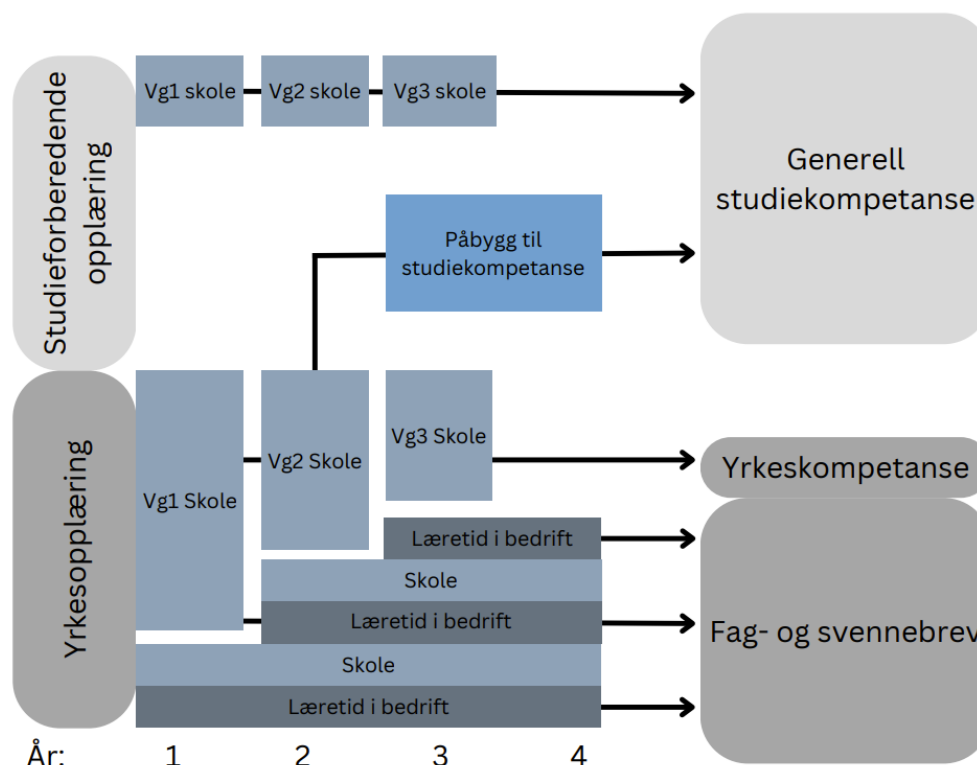 Studieforberedende
opplæring
Vg1 skole
Vg2 skole
Vg3 skole
Generell
studiekompetanse
Påbygg til
studiekompetanse
Yrkesopplæring
Vg1 Skole
Vg2 Skole
Vg3 Skole
Yrkeskompetanse
Læretid i bedrift
Skole
Læretid i bedrift
Fag- og svennebrev
Skole
Læretid i bedrift
År: 1 2 3 4